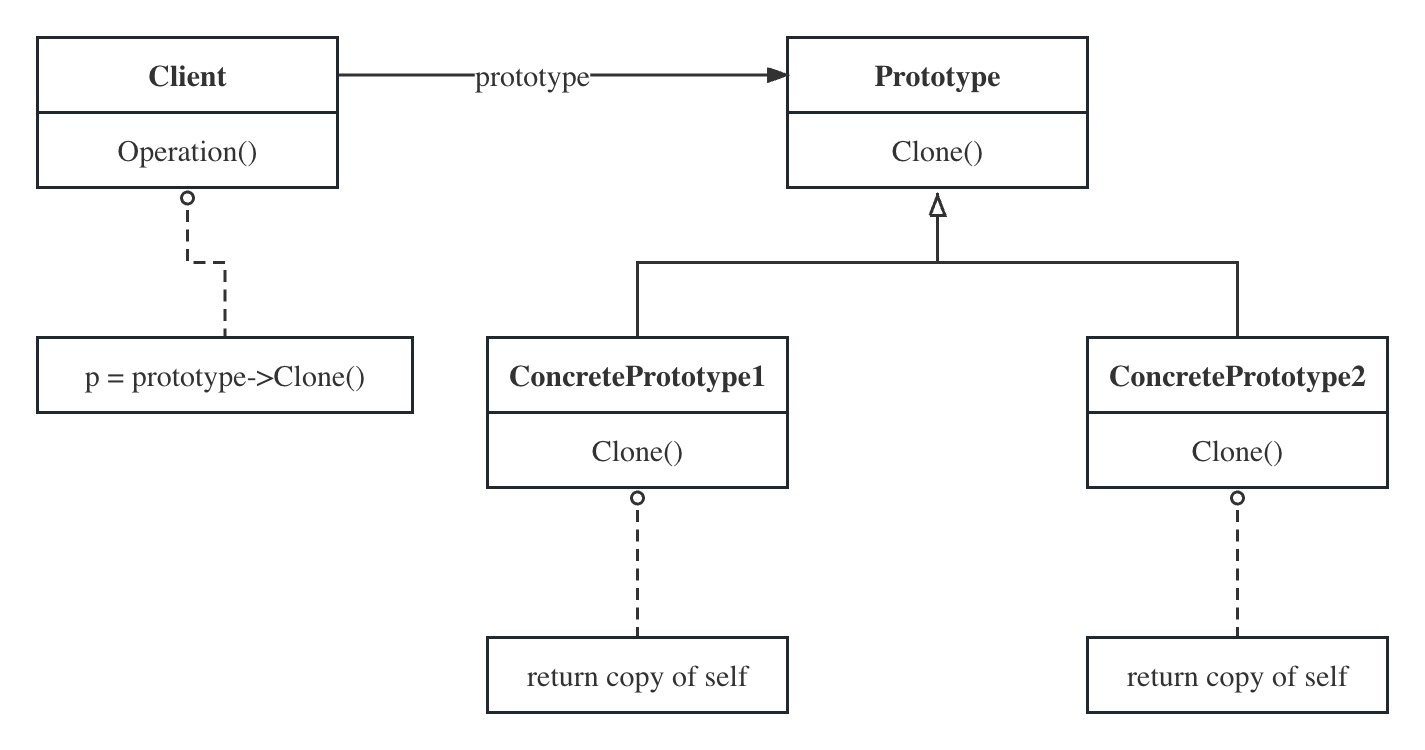 Client
prototype
Prototype
Operation()
Clone()
p = prototype->Clone()
ConcretePrototype1
ConcretePrototype2
Clone()
Clone()
return copy of self
return copy of self